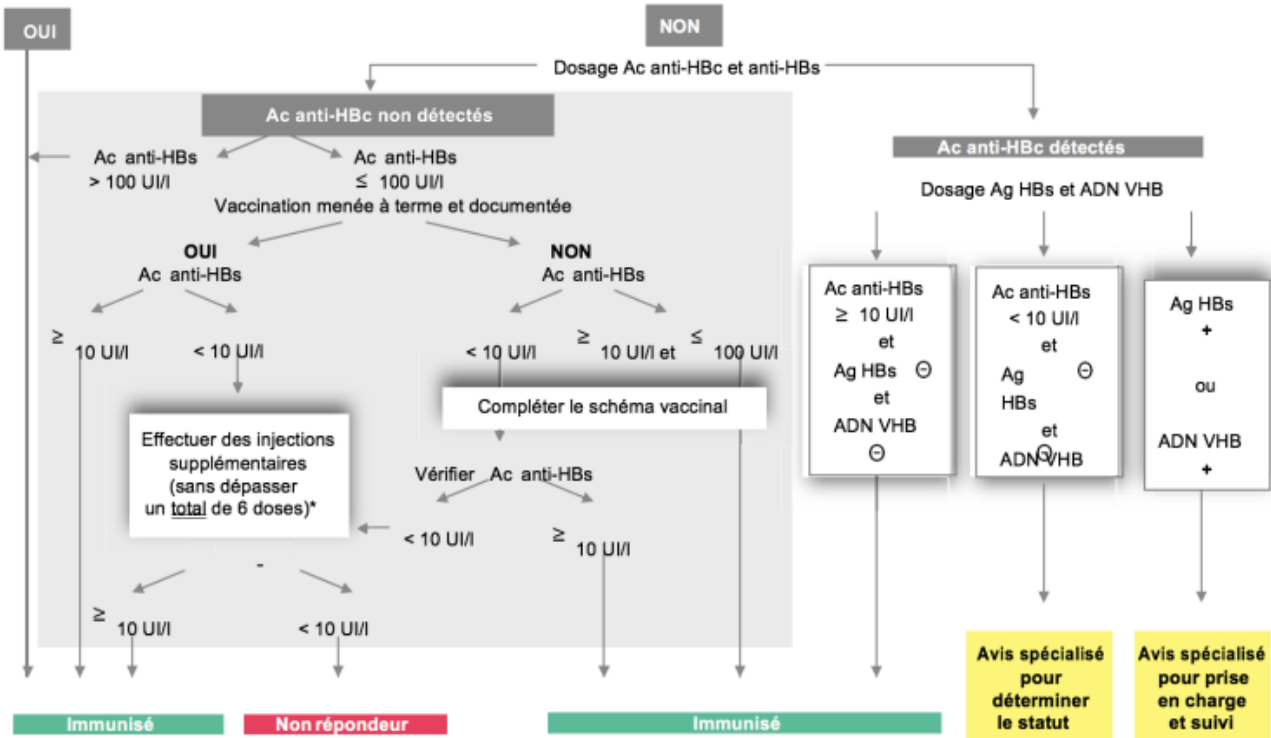 OUI
NON
Dosage Ac anti-HBc et anti-HBs
Ac anti-HBc non détectés
Ac anti-HBs
> 100 UI/l
Ac anti-HBs
≤ 100 UI/l
Vaccination menée à terme et documentée
OUI
Ac anti-HBs
NON
Ac anti-HBs
≥
10 UI/l
< 10 UI/l
< 10 UI/l
≥
10 UI/l et
≤
100 UI/l
Effectuer des injections
supplémentaires
(sans dépasser
un total de 6 doses)*
Compléter le schéma vaccinal
Vérifier Ac anti-HBs
< 10 UI/l
≥
10 UI/l
-
≥
10 UI/l
< 10 UI/l
Ac anti-HBc détectés
Dosage Ag HBs et ADN VHB
Ac anti-HBs
≥ 10 UI/l
et
Ag HBs ⊖
et
ADN VHB
⊖
Ac anti-HBs
< 10 UI/l
et
Ag ⊖
HBs
et
ADN VHB
⊖
Ag HBs
+
ou
ADN VHB
+
Immunisé
Non répondeur
Immunisé
Avis spécialisé
pour
déterminer
le statut
Avis spécialisé
pour prise
en charge
et suivi